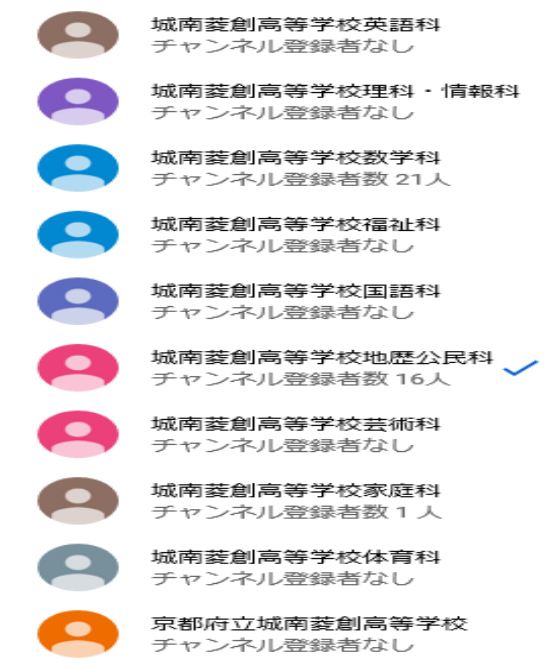 城南菱創高等学校英語科
チャンネル登録者なし
城南菱創高等学校理科・情報科
チャンネル登録者なし
城南菱創高等学校数学科
チャンネル登録者数 21人
城南菱創高等学校福祉科
チャンネル登録者なし
城南菱創高等学校国語科
チャンネル登録者なし
城南菱創高等学校地歴公民科
チャンネル登録者数 16人
城南菱創高等学校芸術科
チャンネル登録者なし
城南菱創高等学校家庭科
チャンネル登録者数 1 人
城南菱創高等学校体育科
チャンネル登録者なし
京都府立城南菱創高等学校
チャンネル登録者なし